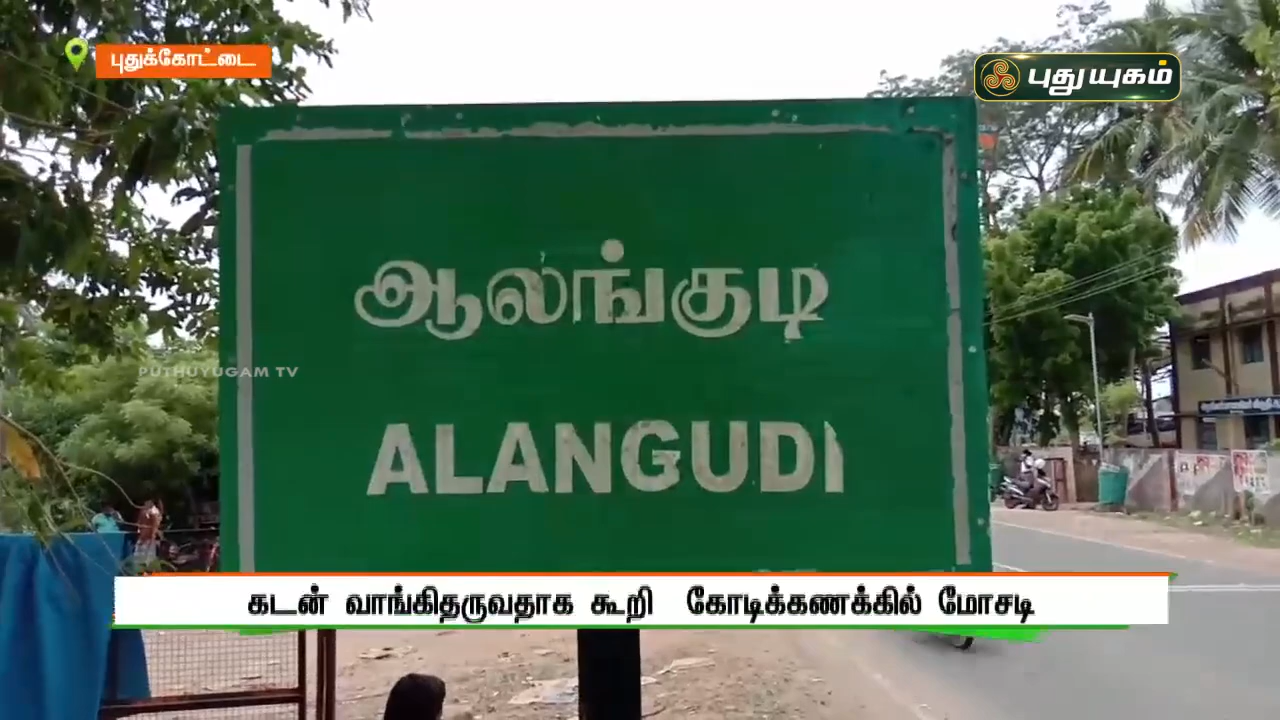 புதுக்கோட்டை
புதுயுகம்
ஆலங்குடி
PUTHUYUGAM TV
ALANGUDI
கடன் வாங்கிதருவதாக கூறி கோடிக்கணக்கில் மோசடி